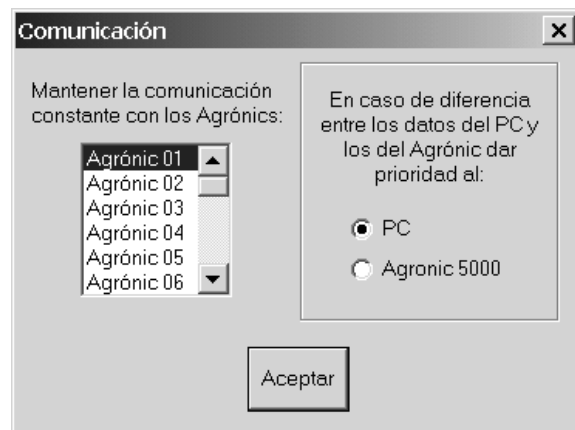 Comunicación
Mantener la comunicación
constante con los Agrónics:
Agrónic 01
Agrónic 02
Agrónic 03
Agrónic 04
Agrónic 05
Agrónic 06
En caso de diferencia
entre los datos del PC y
los del Agrónic dar
prioridad al:
PC
Agronic 5000
Aceptar